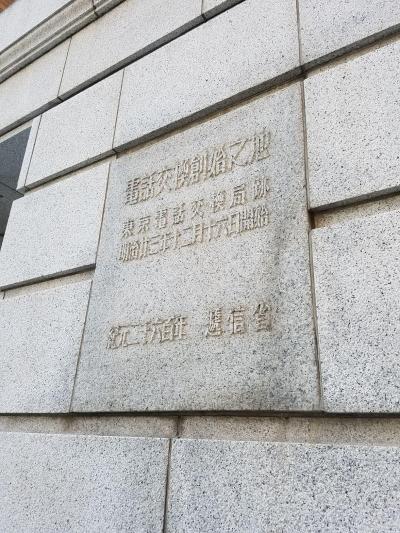 電話交換創始之地
東京電話交換局跡
明治廿三年十二月十六日開始
紀元二千六百年 遞信省